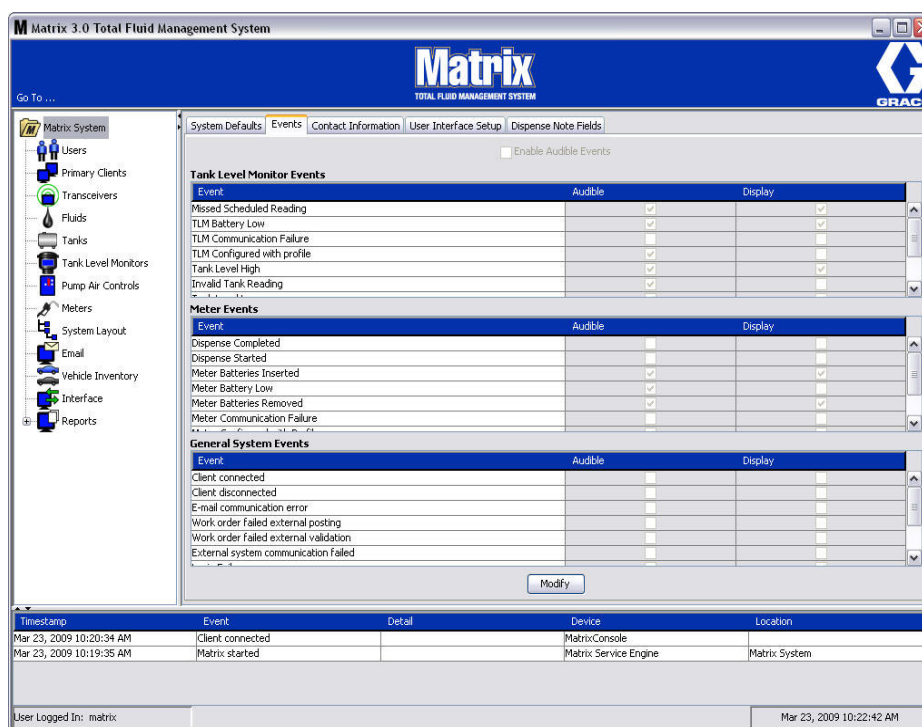 M Matrix 3.0 Total Fluid Management System
Matrix
TOTAL FLUID MANAGEMENT SYSTEM
Go To ...
GRAC
Matrix System
Users
Primary Clients
Transceivers
Fluids
Tanks
Tank Level Monitors
Pump Air Controls
Meters
System Layout
Email
Vehicle Inventory
Interface
Reports
System Defaults Events Contact Information User Interface Setup Dispense Note Fields
Enable Audible Events
Tank Level Monitor Events
Event Audible Display
Missed Scheduled Reading
TLM Battery Low
TLM Communication Failure
TLM Configured with profile
Tank Level High
Invalid Tank Reading
Meter Events
Event Audible Display
Dispense Completed
Dispense Started
Meter Batteries Inserted
Meter Battery Low
Meter Batteries Removed
Meter Communication Failure
General System Events
Event Audible Display
Client connected
Client disconnected
E-mail communication error
Work order failed external posting
Work order failed external validation
External system communication failed
Modify
Timestamp Event Detail Device Location
Mar 23, 2009 10:20:34 AM Client connected MatrixConsole
Mar 23, 2009 10:19:35 AM Matrix started Matrix Service Engine Matrix System
User Logged In: matrix Mar 23, 2009 10:22:42 AM